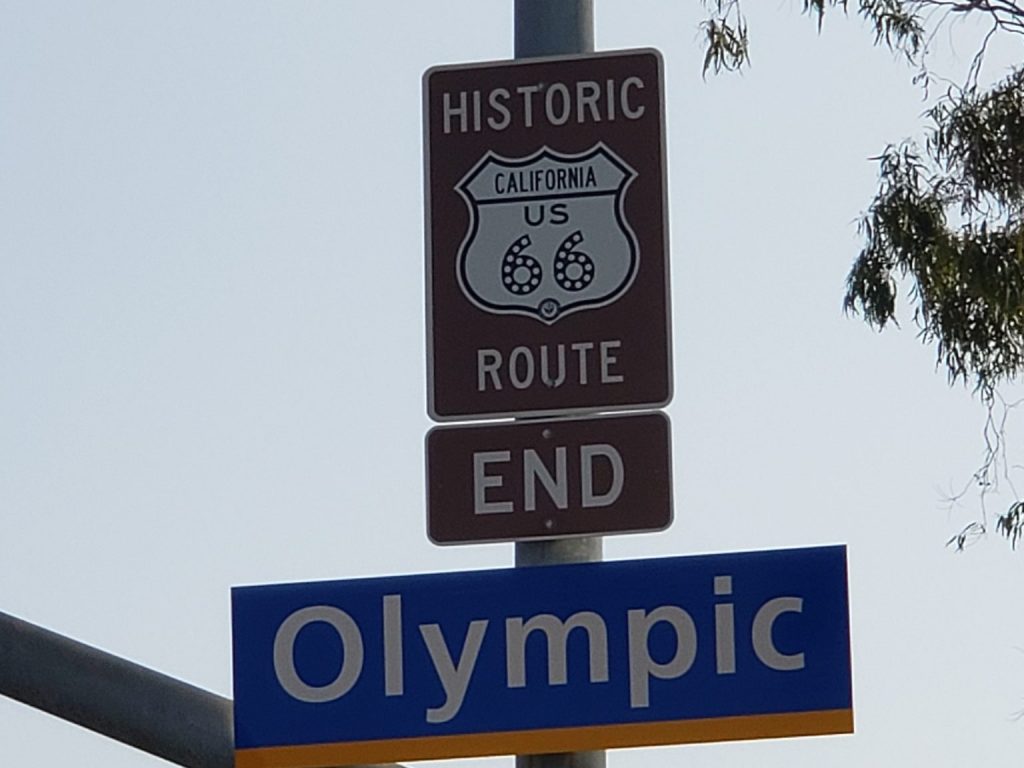 HISTORIC
CALIFORNIA
US
66
ROUTE
END
Olympic